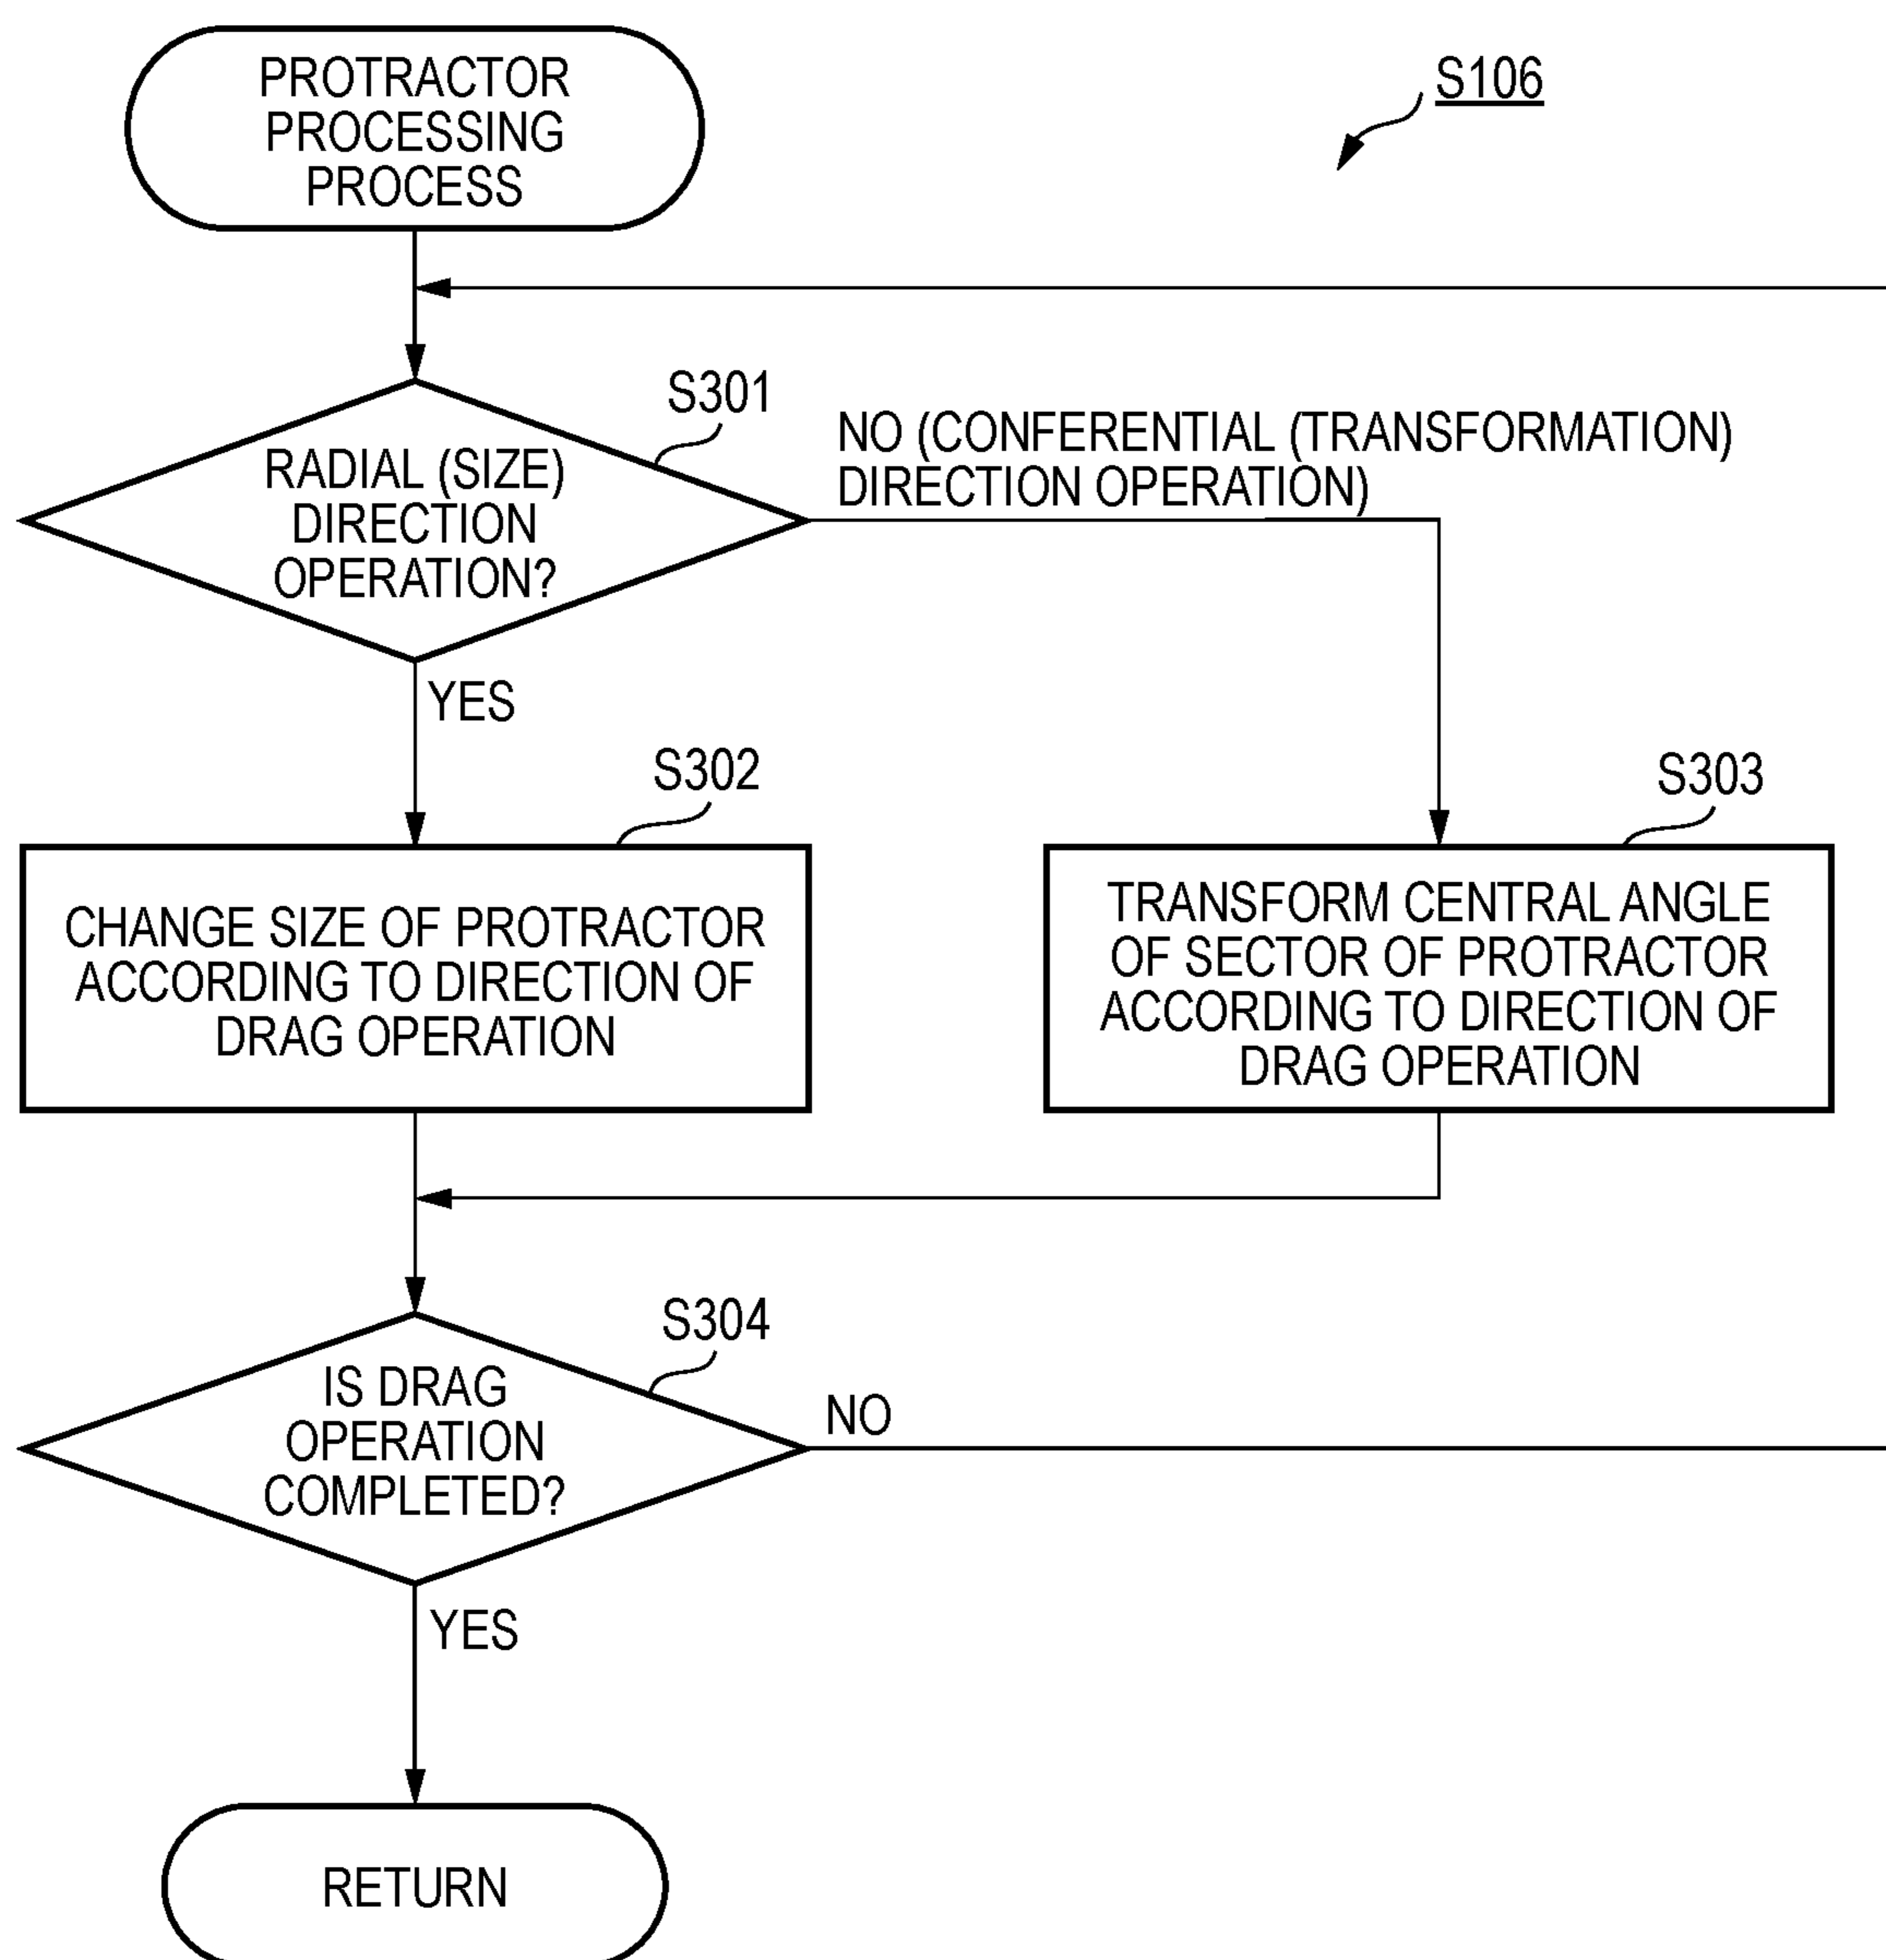 PROTRACTOR
PROCESSING
PROCESS
S106
S301
RADIAL (SIZE)
DIRECTION
OPERATION?
NO (CONFERENTIAL (TRANSFORMATION)
DIRECTION OPERATION)
YES
S302
CHANGE SIZE OF PROTRACTOR
ACCORDING TO DIRECTION OF
DRAG OPERATION
S303
TRANSFORM CENTRAL ANGLE
OF SECTOR OF PROTRACTOR
ACCORDING TO DIRECTION OF
DRAG OPERATION
S304
IS DRAG
OPERATION
COMPLETED?
NO
YES
RETURN